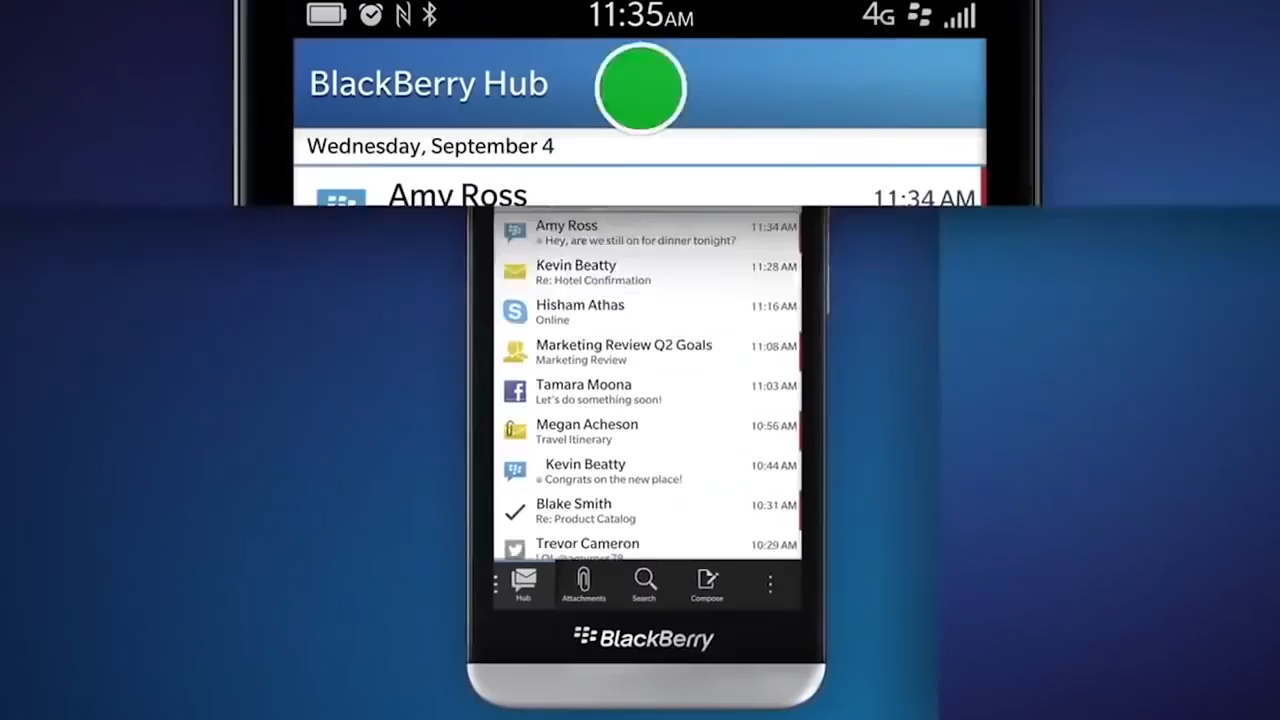 11:35AM
4G
BlackBerry Hub
Wednesday, September 4
Amy Ross
11:34 AM
Amy Ross
11:34 AM
Hey, are we still on for dinner tonight?
Kevin Beatty
11:28 AM
Re: Hotel Confirmation
Hisham Athas
11:16 AM
Online
Marketing Review Q2 Goals
11:08 AM
Marketing Review
Tamara Moona
11:03 AM
Let's do something soon!
Megan Acheson
10:56 AM
Travel Itinerary
Kevin Beatty
10:44 AM
Congrats on the new place!
Blake Smith
10:31 AM
Re: Product Catalog
Trevor Cameron
10:29 AM
Hub
Attachments
Search
Compose
BlackBerry